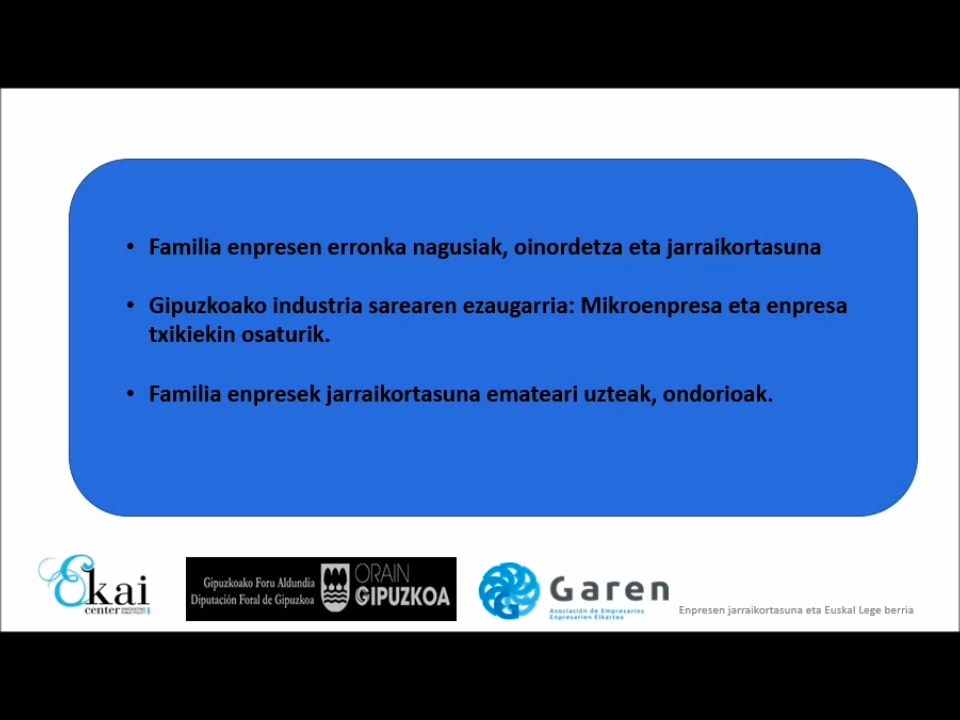 • Familia enpresen erronka nagusiak, oinordetza eta jarraikortasuna
• Gipuzkoako industria sarearen ezaugarria: Mikroenpresa eta enpresa
txikiekin osaturik.
• Familia enpresek jarraikortasuna emateari uzteak, ondorioak.
Ekai
center
Gipuzkoako Foru Aldundia
Diputación Foral de Gipuzkoa
ORAIN
GIPUZKOA
Garen
Asociación de Empresarios
Enpresarien Elkartea
Enpresen jarraikortasuna eta Euskal Lege berria